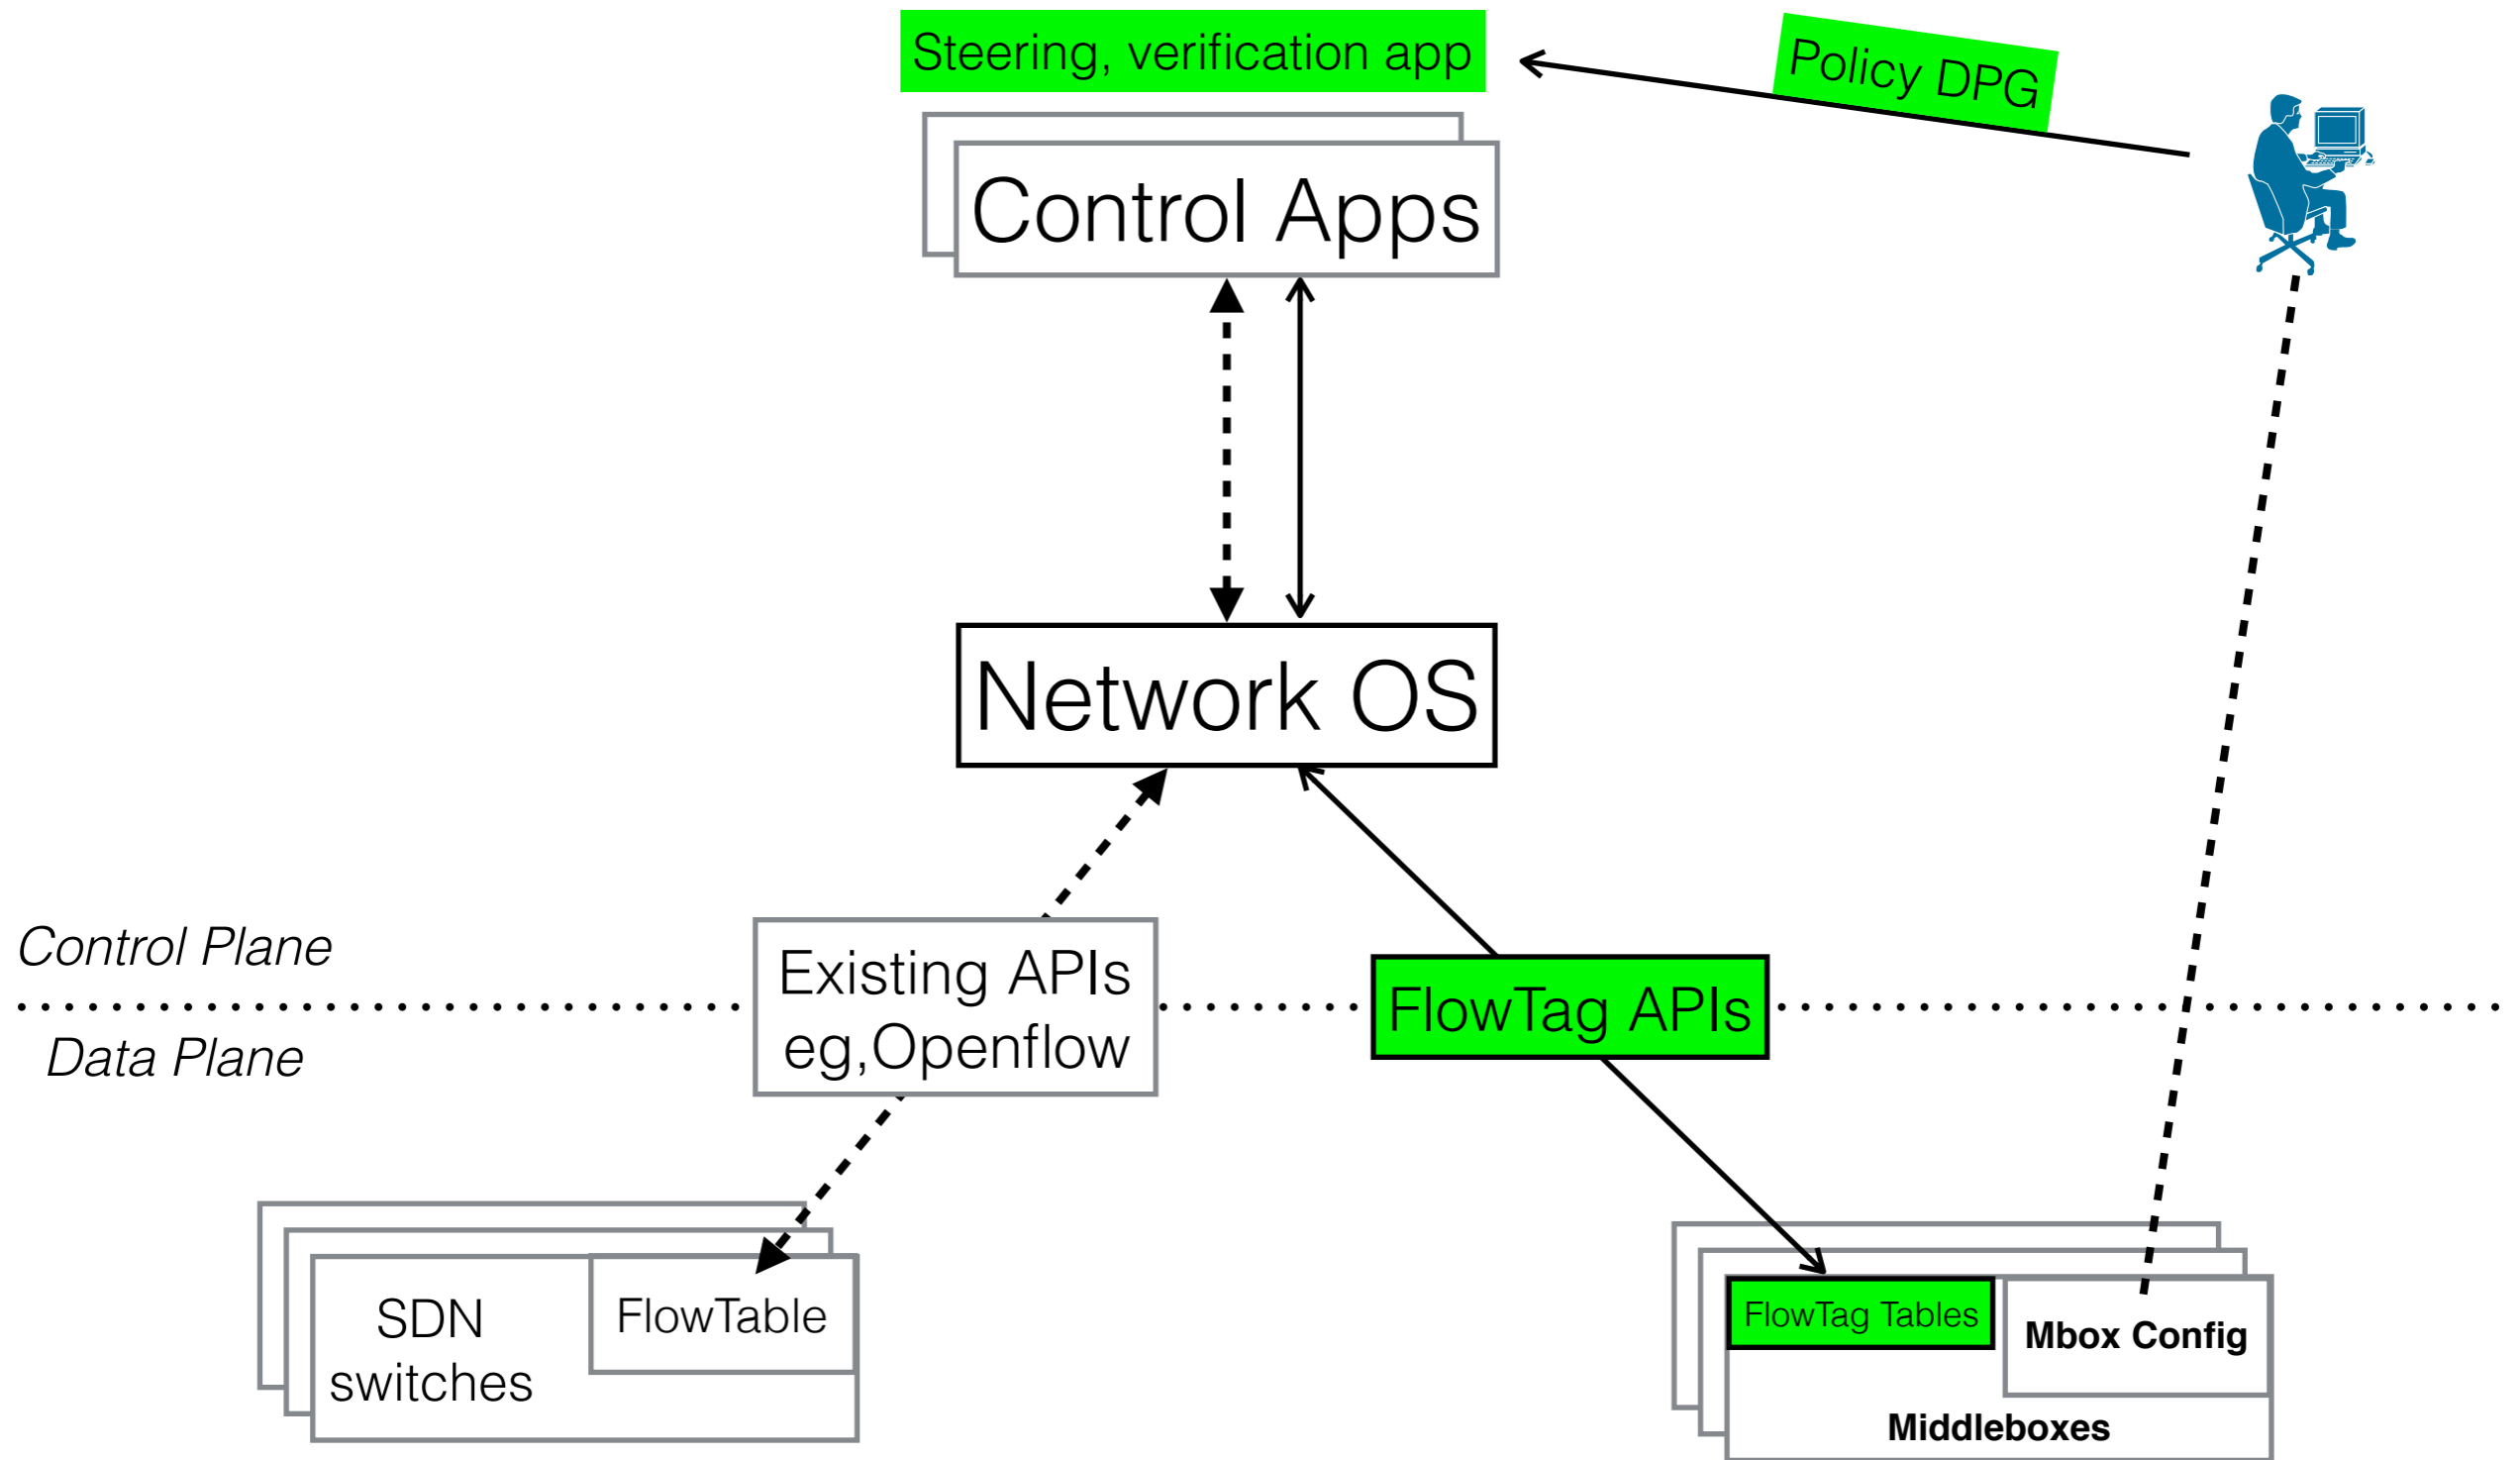 Steering, verification app
Policy DPG
Control Apps
Network OS
Control Plane
Existing APIs
eg,Openflow
FlowTag APIs
Data Plane
SDN
switches
FlowTable
FlowTag Tables
Mbox Config
Middleboxes